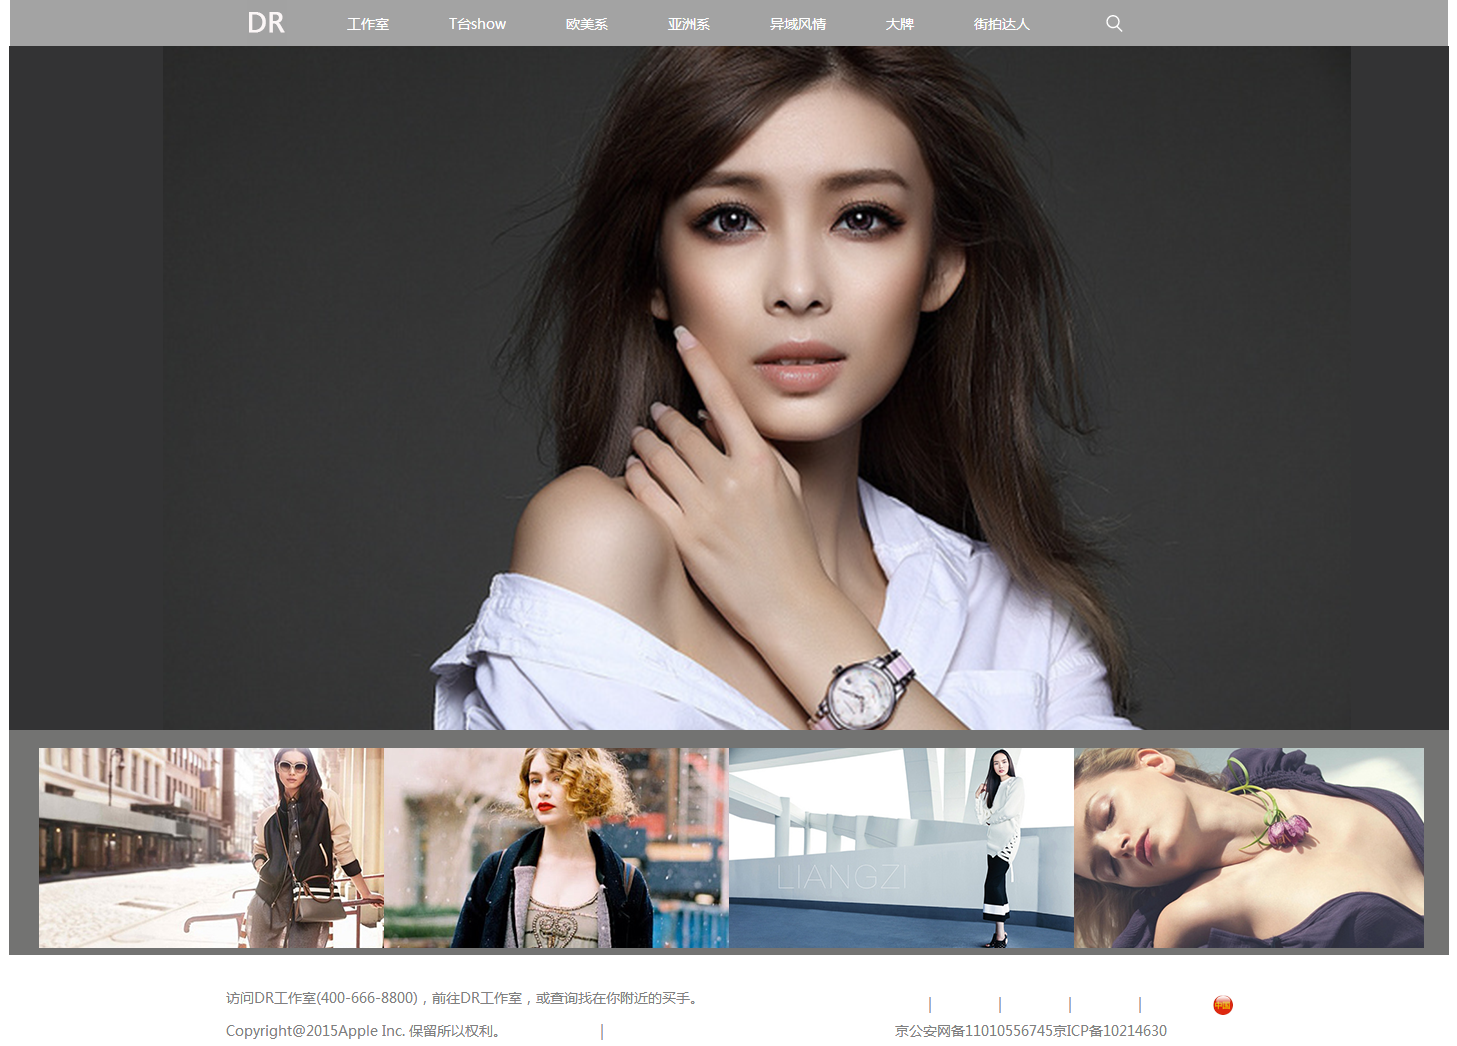 DR 工作室 T台show 欧美系 亚洲系 异域风情 大牌 街拍达人
LIANGZI
访问DR工作室(400-666-8800)，前往DR工作室，或查询找在你附近的买手。
| | | | 中国
Copyright@2015Apple Inc. 保留所以权利。 | 京公安网备11010556745京ICP备10214630